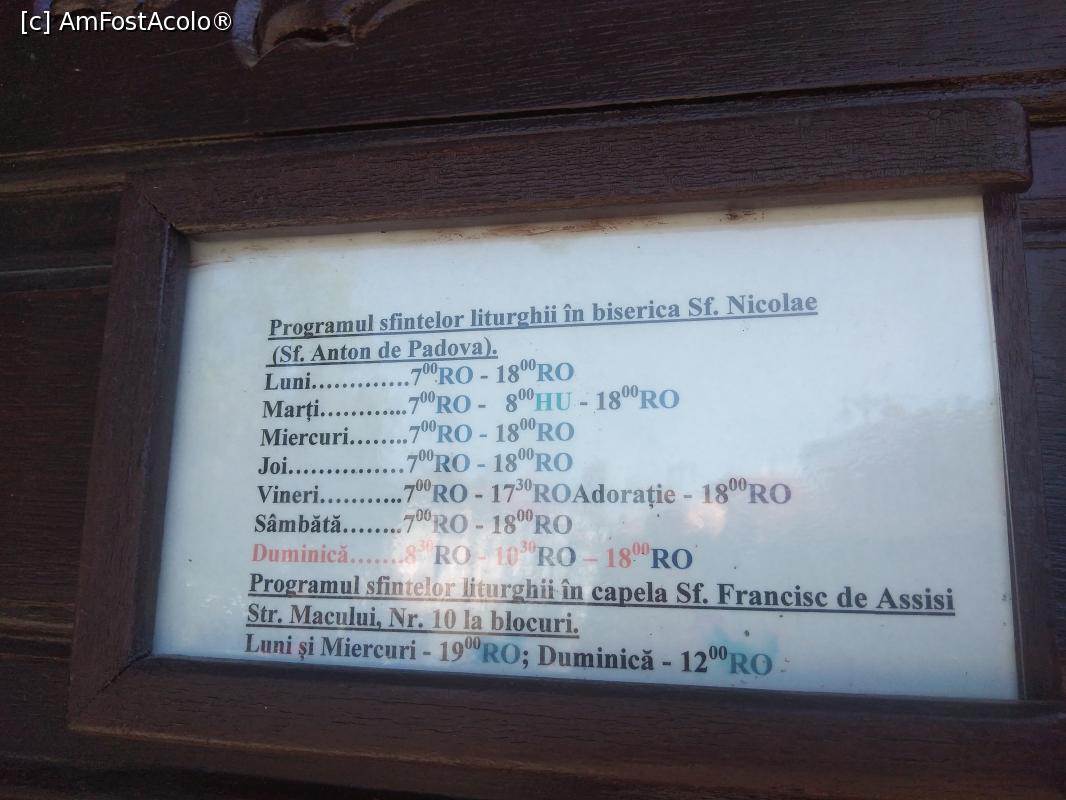 [c] AmFostAcolo®
Programul sfintelor liturghii în biserica Sf. Nicolae
(Sf. Anton de Padova).
Luni.............7⁰⁰RO - 18⁰⁰RO
Marți............7⁰⁰RO - 8⁰⁰HU - 18⁰⁰RO
Miercuri........7⁰⁰RO - 18⁰⁰RO
Joi................7⁰⁰RO - 18⁰⁰RO
Vineri...........7⁰⁰RO - 17³⁰ROAdorație - 18⁰⁰RO
Sâmbătă........7⁰⁰RO - 18⁰⁰RO
Duminică.......8³⁰RO - 10³⁰RO – 18⁰⁰RO
Programul sfintelor liturghii în capela Sf. Francisc de Assisi
Str. Macului, Nr. 10 la blocuri.
Luni și Miercuri - 19⁰⁰RO; Duminică - 12⁰⁰RO